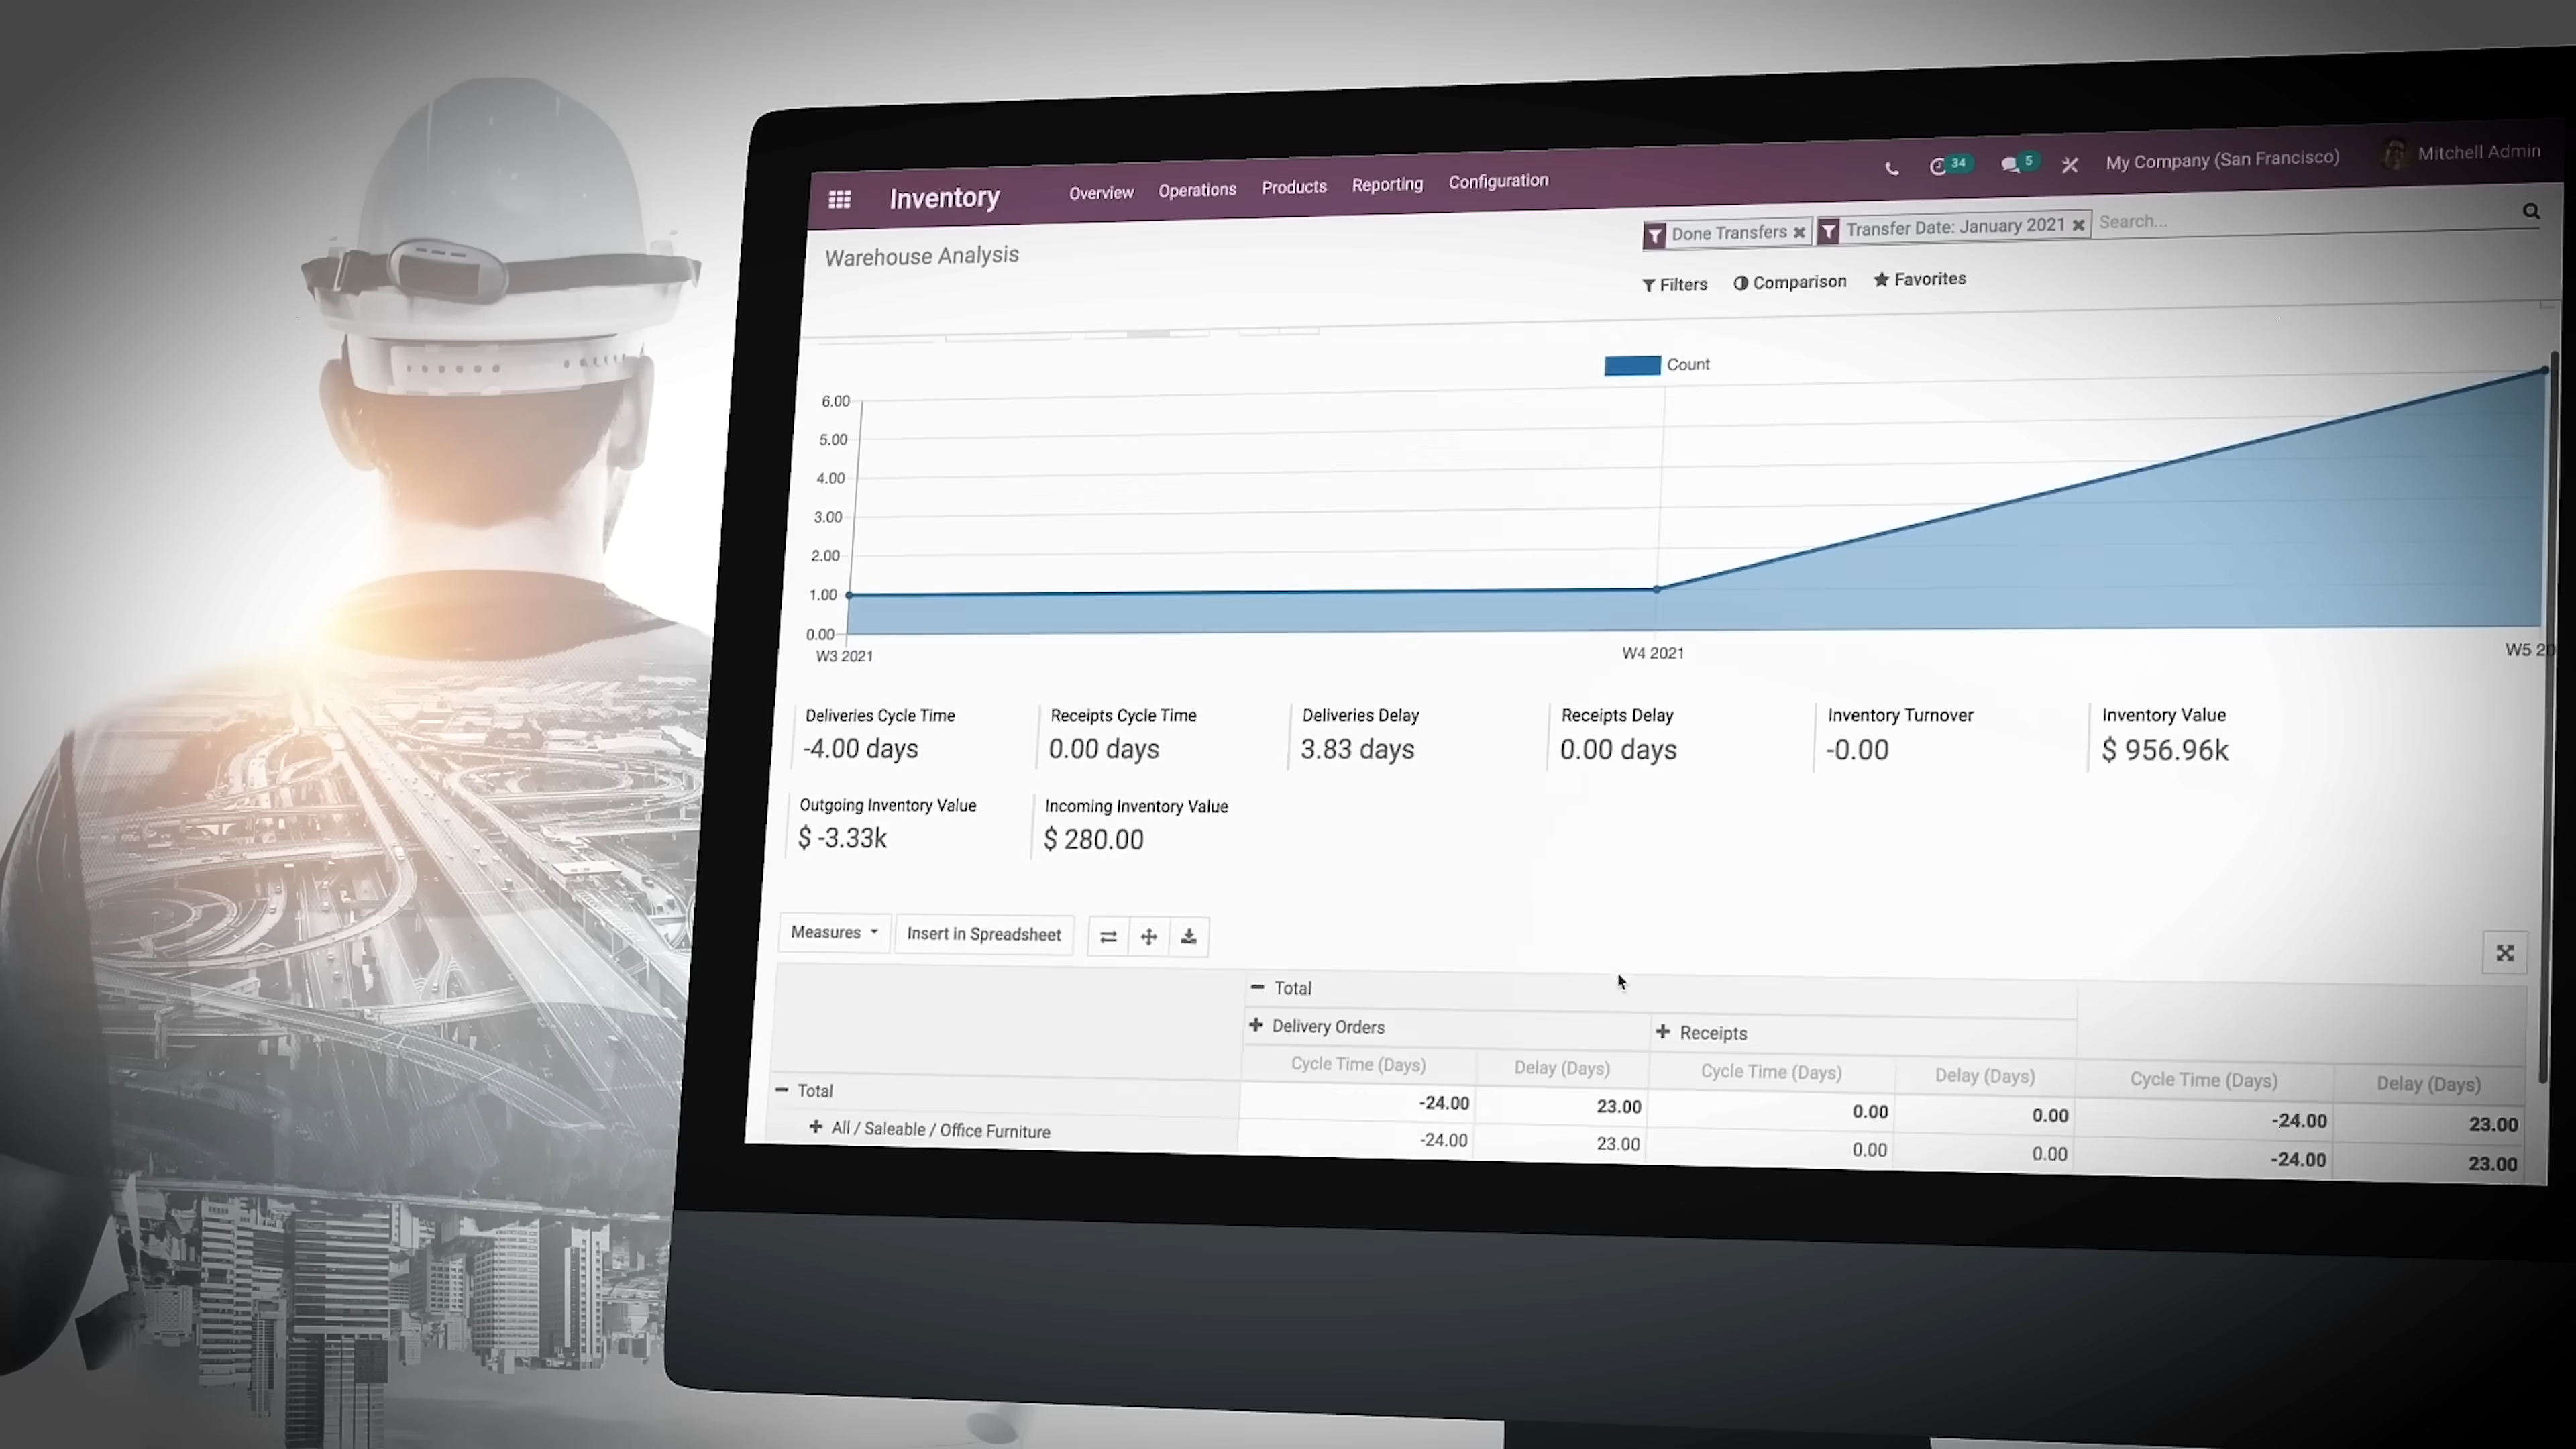 Inventory Overview Operations Products Reporting Configuration 34 5 My Company (San Francisco) Mitchell Admin
Warehouse Analysis
Done Transfers Transfer Date: January 2021 Search...
Filters Comparison Favorites
Count
6.00
5.00
4.00
3.00
2.00
1.00
0.00
W3 2021 W4 2021 W5 20
Deliveries Cycle Time Receipts Cycle Time Deliveries Delay Receipts Delay Inventory Turnover Inventory Value
-4.00 days 0.00 days 3.83 days 0.00 days -0.00 $ 956.96k
Outgoing Inventory Value Incoming Inventory Value
$ -3.33k $ 280.00
Measures Insert in Spreadsheet
Total
Delivery Orders Receipts
Cycle Time (Days) Delay (Days) Cycle Time (Days) Delay (Days) Cycle Time (Days) Delay (Days)
Total -24.00 23.00 0.00 0.00 -24.00 23.00
All / Saleable / Office Furniture -24.00 23.00 0.00 0.00 -24.00 23.00